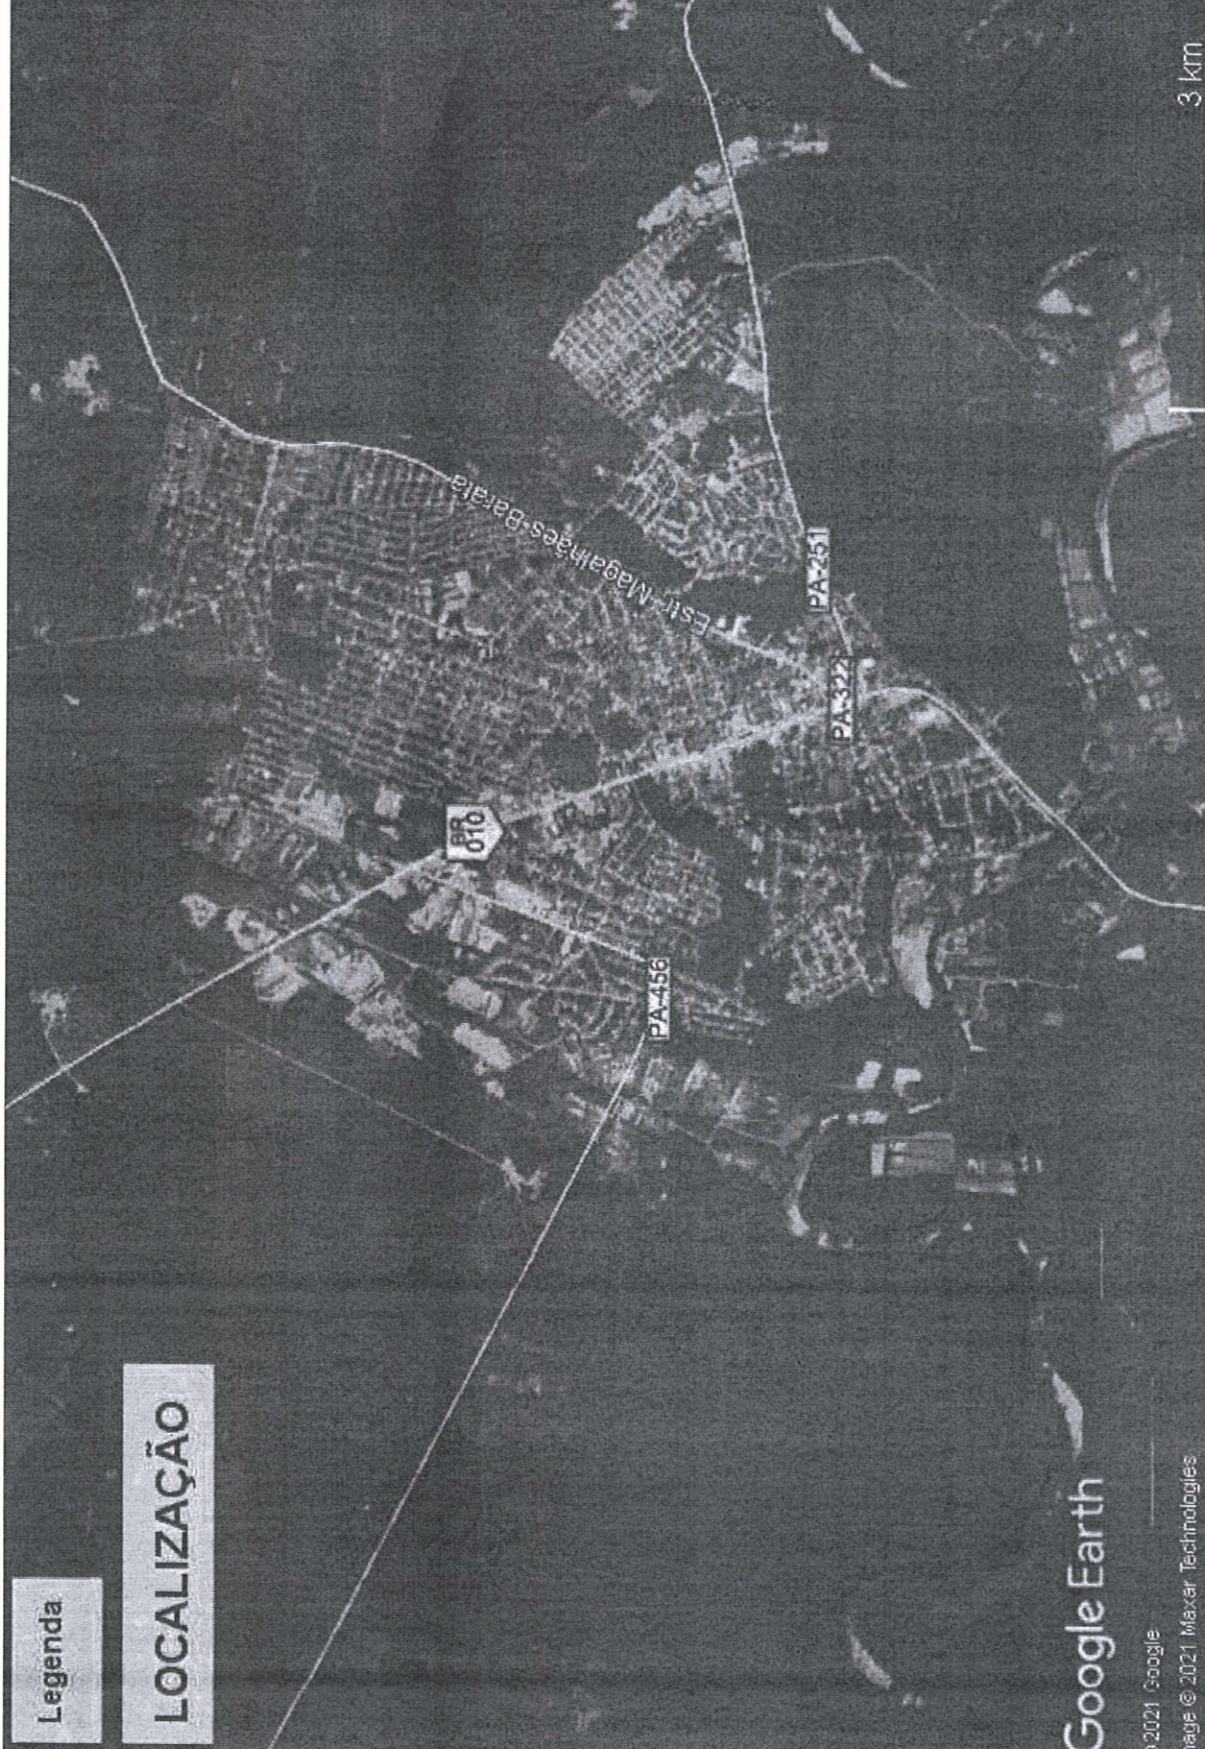 Legenda
LOCALIZAÇÃO
BR
010
Estr. Magalhães Barata
PA-251
PA-322
PA-456
Google Earth
2021 Google
age © 2021 Maxar Technologies
3 km